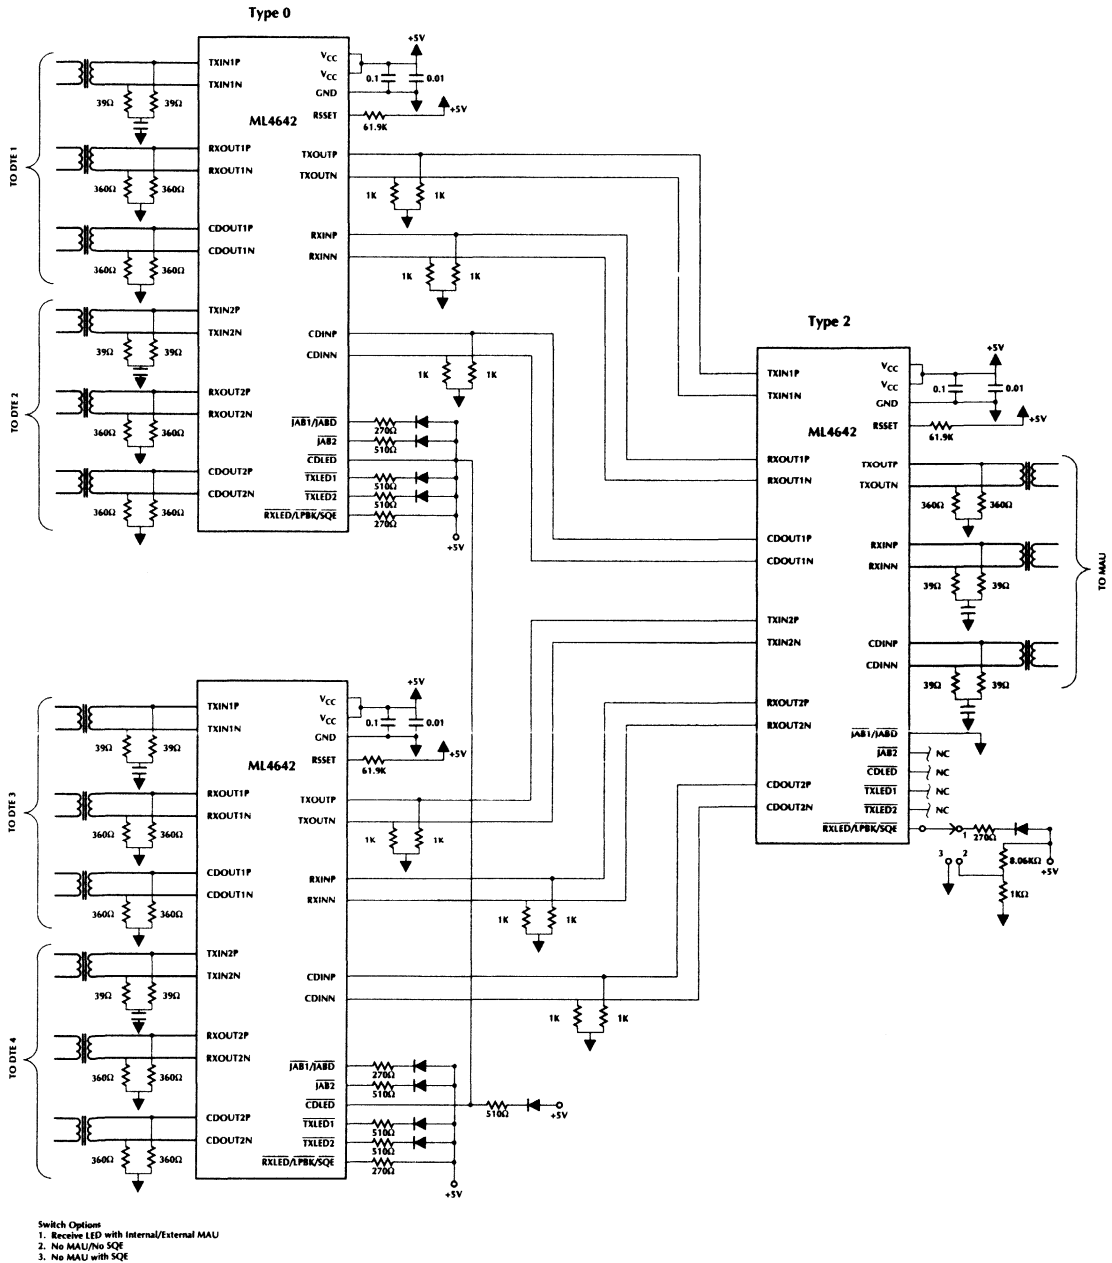 Type 0
TO DTE 1
39Ω 39Ω
360Ω 360Ω
360Ω 360Ω
TO DTE 2
39Ω 39Ω
360Ω 360Ω
360Ω 360Ω
TXIN1P
TXIN1N
RXOUT1P
RXOUT1N
CDOUT1P
CDOUT1N
TXIN2P
TXIN2N
RXOUT2P
RXOUT2N
CDOUT2P
CDOUT2N
ML4642
VCC
VCC
GND
RSSET
TXOUTP
TXOUTN
RXINP
RXINN
CDINP
CDINN
JAB1/JABD
JAB2
CDLED
TXLED1
TXLED2
RXLED/LPBK/SQE
+5V
0.1 0.01
+5V
61.9K
1K 1K
1K 1K
1K 1K
270Ω
510Ω
510Ω
510Ω
270Ω
+5V
Type 2
TXIN1P
TXIN1N
RXOUT1P
RXOUT1N
CDOUT1P
CDOUT1N
TXIN2P
TXIN2N
RXOUT2P
RXOUT2N
CDOUT2P
CDOUT2N
ML4642
VCC
VCC
GND
RSSET
TXOUTP
TXOUTN
RXINP
RXINN
CDINP
CDINN
JAB1/JABD
JAB2
CDLED
TXLED1
TXLED2
RXLED/LPBK/SQE
+5V
0.1 0.01
+5V
61.9K
360Ω 360Ω
39Ω 39Ω
39Ω 39Ω
TO MAU
NC
NC
NC
NC
1
270Ω
3 2
8.06KΩ
+5V
1KΩ
TO DTE 3
39Ω 39Ω
360Ω 360Ω
360Ω 360Ω
TO DTE 4
39Ω 39Ω
360Ω 360Ω
360Ω 360Ω
TXIN1P
TXIN1N
RXOUT1P
RXOUT1N
CDOUT1P
CDOUT1N
TXIN2P
TXIN2N
RXOUT2P
RXOUT2N
CDOUT2P
CDOUT2N
ML4642
VCC
VCC
GND
RSSET
TXOUTP
TXOUTN
RXINP
RXINN
CDINP
CDINN
JAB1/JABD
JAB2
CDLED
TXLED1
TXLED2
RXLED/LPBK/SQE
+5V
0.1 0.01
+5V
61.9K
1K 1K
1K 1K
1K 1K
270Ω
510Ω
510Ω
+5V
510Ω
510Ω
270Ω
+5V
Switch Options
1. Receive LED with Internal/External MAU
2. No MAU/No SQE
3. No MAU with SQE